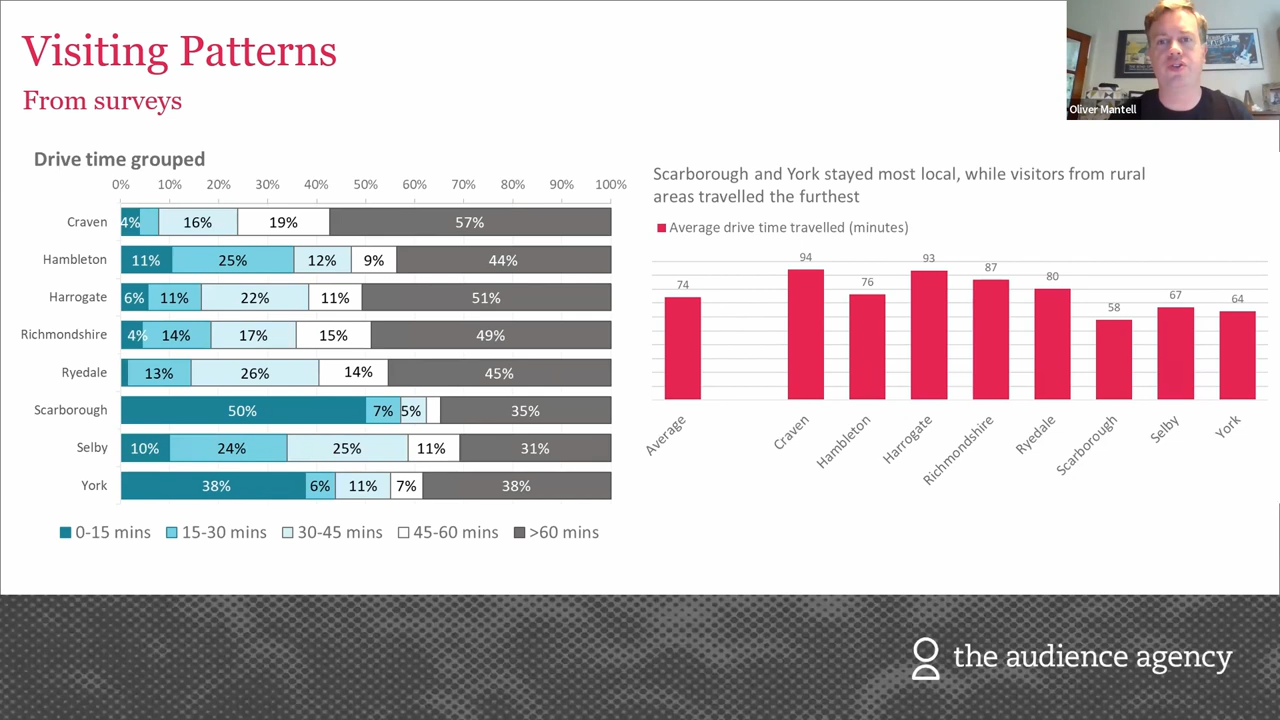 Visiting Patterns
From surveys
Oliver Mantell
Drive time grouped
0% 10% 20% 30% 40% 50% 60% 70% 80% 90% 100%
Craven 4% 16% 19% 57%
Hambleton 11% 25% 12% 9% 44%
Harrogate 6% 11% 22% 11% 51%
Richmondshire 4% 14% 17% 15% 49%
Ryedale 13% 26% 14% 45%
Scarborough 50% 7% 5% 35%
Selby 10% 24% 25% 11% 31%
York 38% 6% 11% 7% 38%
0-15 mins 15-30 mins 30-45 mins 45-60 mins >60 mins
Scarborough and York stayed most local, while visitors from rural
areas travelled the furthest
Average drive time travelled (minutes)
74 94 76 93 87 80 58 67 64
Average Craven Hambleton Harrogate Richmondshire Ryedale Scarborough Selby York
the audience agency